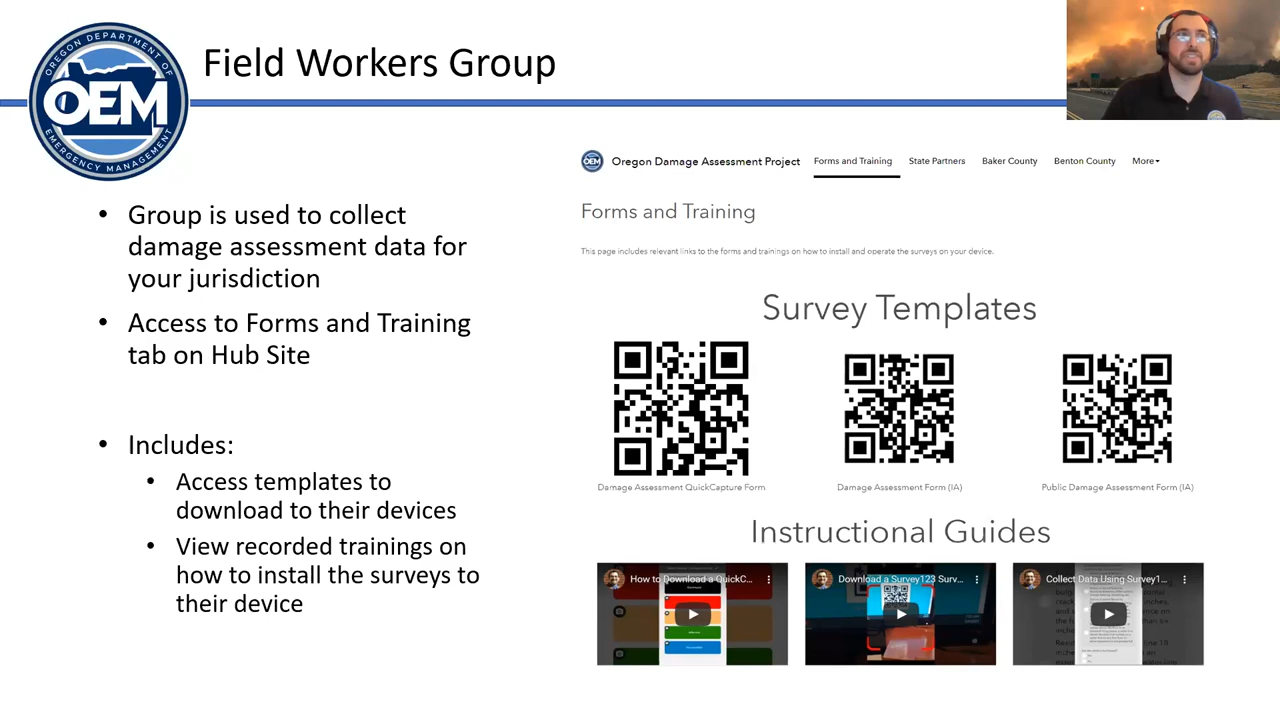 OREGON DEPARTMENT OF
OEM
EMERGENCY MANAGEMENT
Field Workers Group
• Group is used to collect
damage assessment data for
your jurisdiction
• Access to Forms and Training
tab on Hub Site
• Includes:
• Access templates to
download to their devices
• View recorded trainings on
how to install the surveys to
their device
OEM Oregon Damage Assessment Project Forms and Training State Partners Baker County Benton County More
Forms and Training
This page includes relevant links to the forms and trainings on how to install and operate the surveys on your device.
Survey Templates
Damage Assessment QuickCapture Form
Damage Assessment Form (IA)
Public Damage Assessment Form (IA)
Instructional Guides
How to Download a QuickC...
Download a Survey123 Surv...
Collect Data Using Survey1...